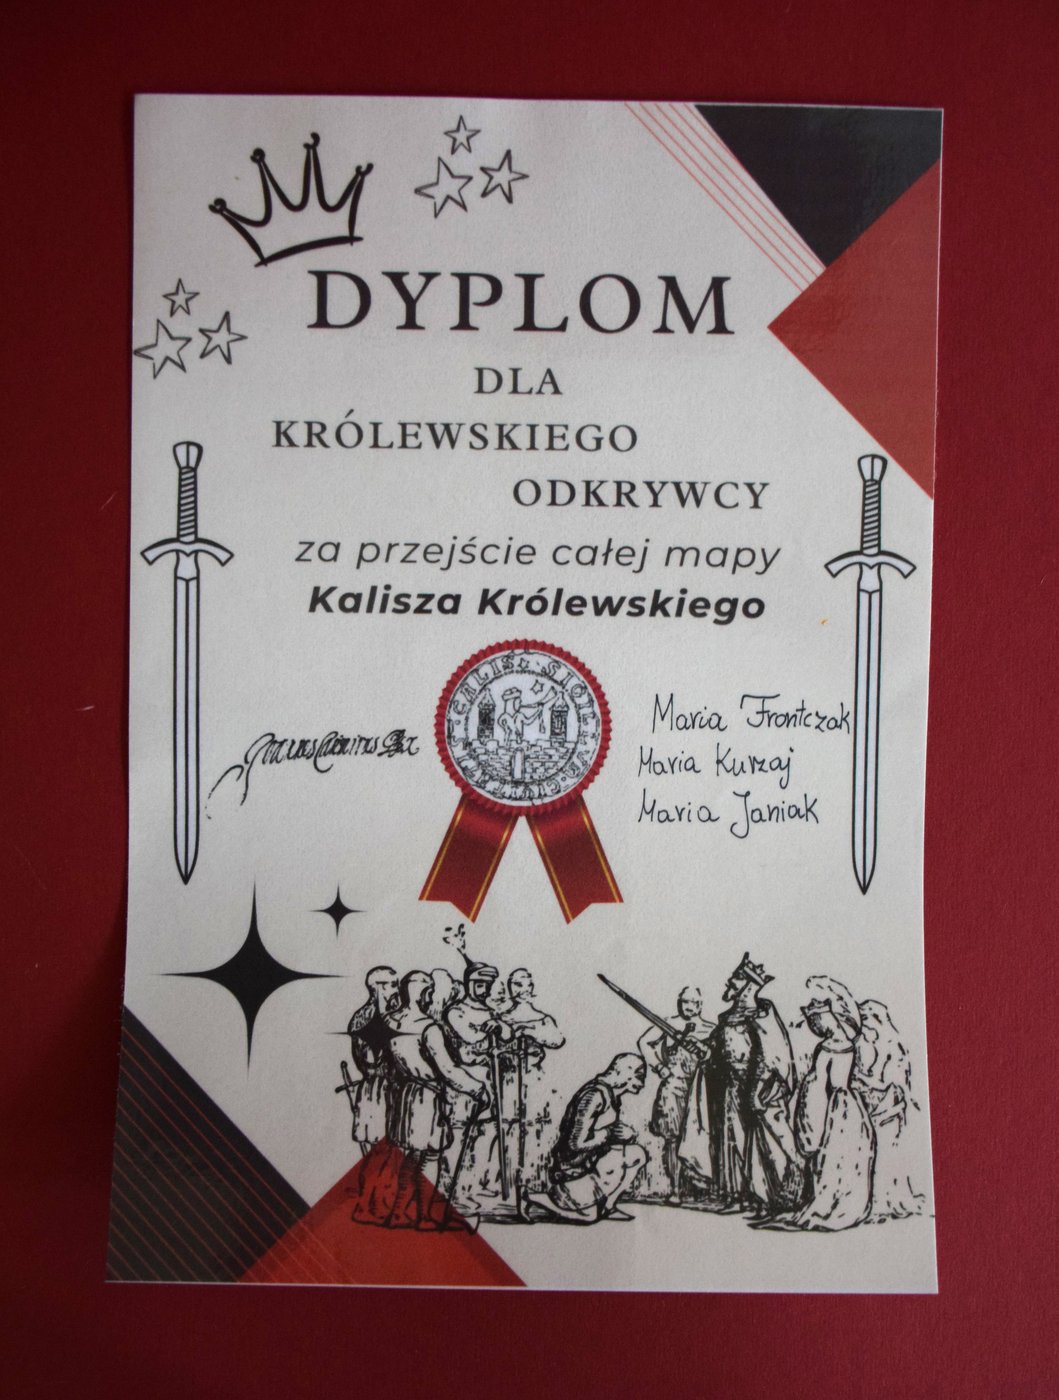 DYPLOM
DLA
KRÓLEWSKIEGO
ODKRYWCY
za przejście całej mapy
Kalisza Królewskiego
Maria Frontczak
Maria Kurzaj
Maria Janiak